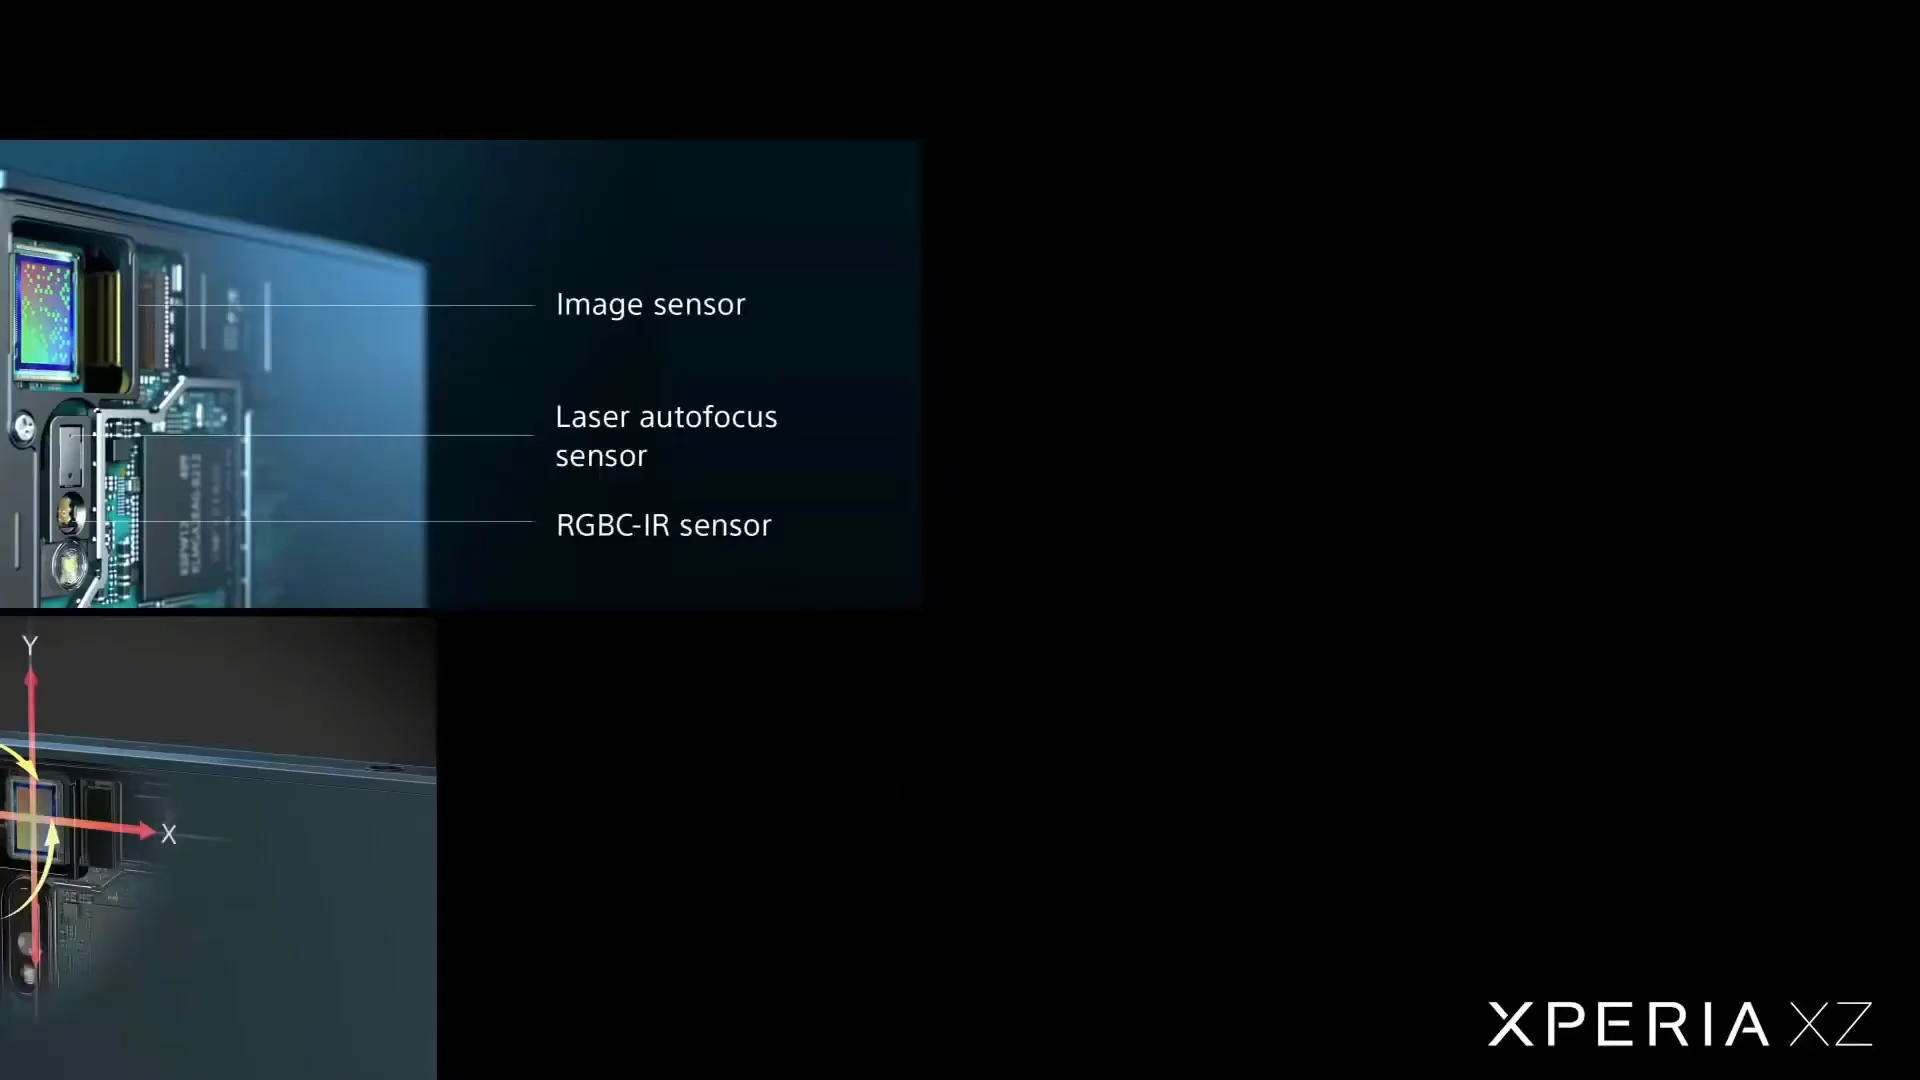 Image sensor
Laser autofocus
sensor
RGBC-IR sensor
Y
X
XPERIA XZ